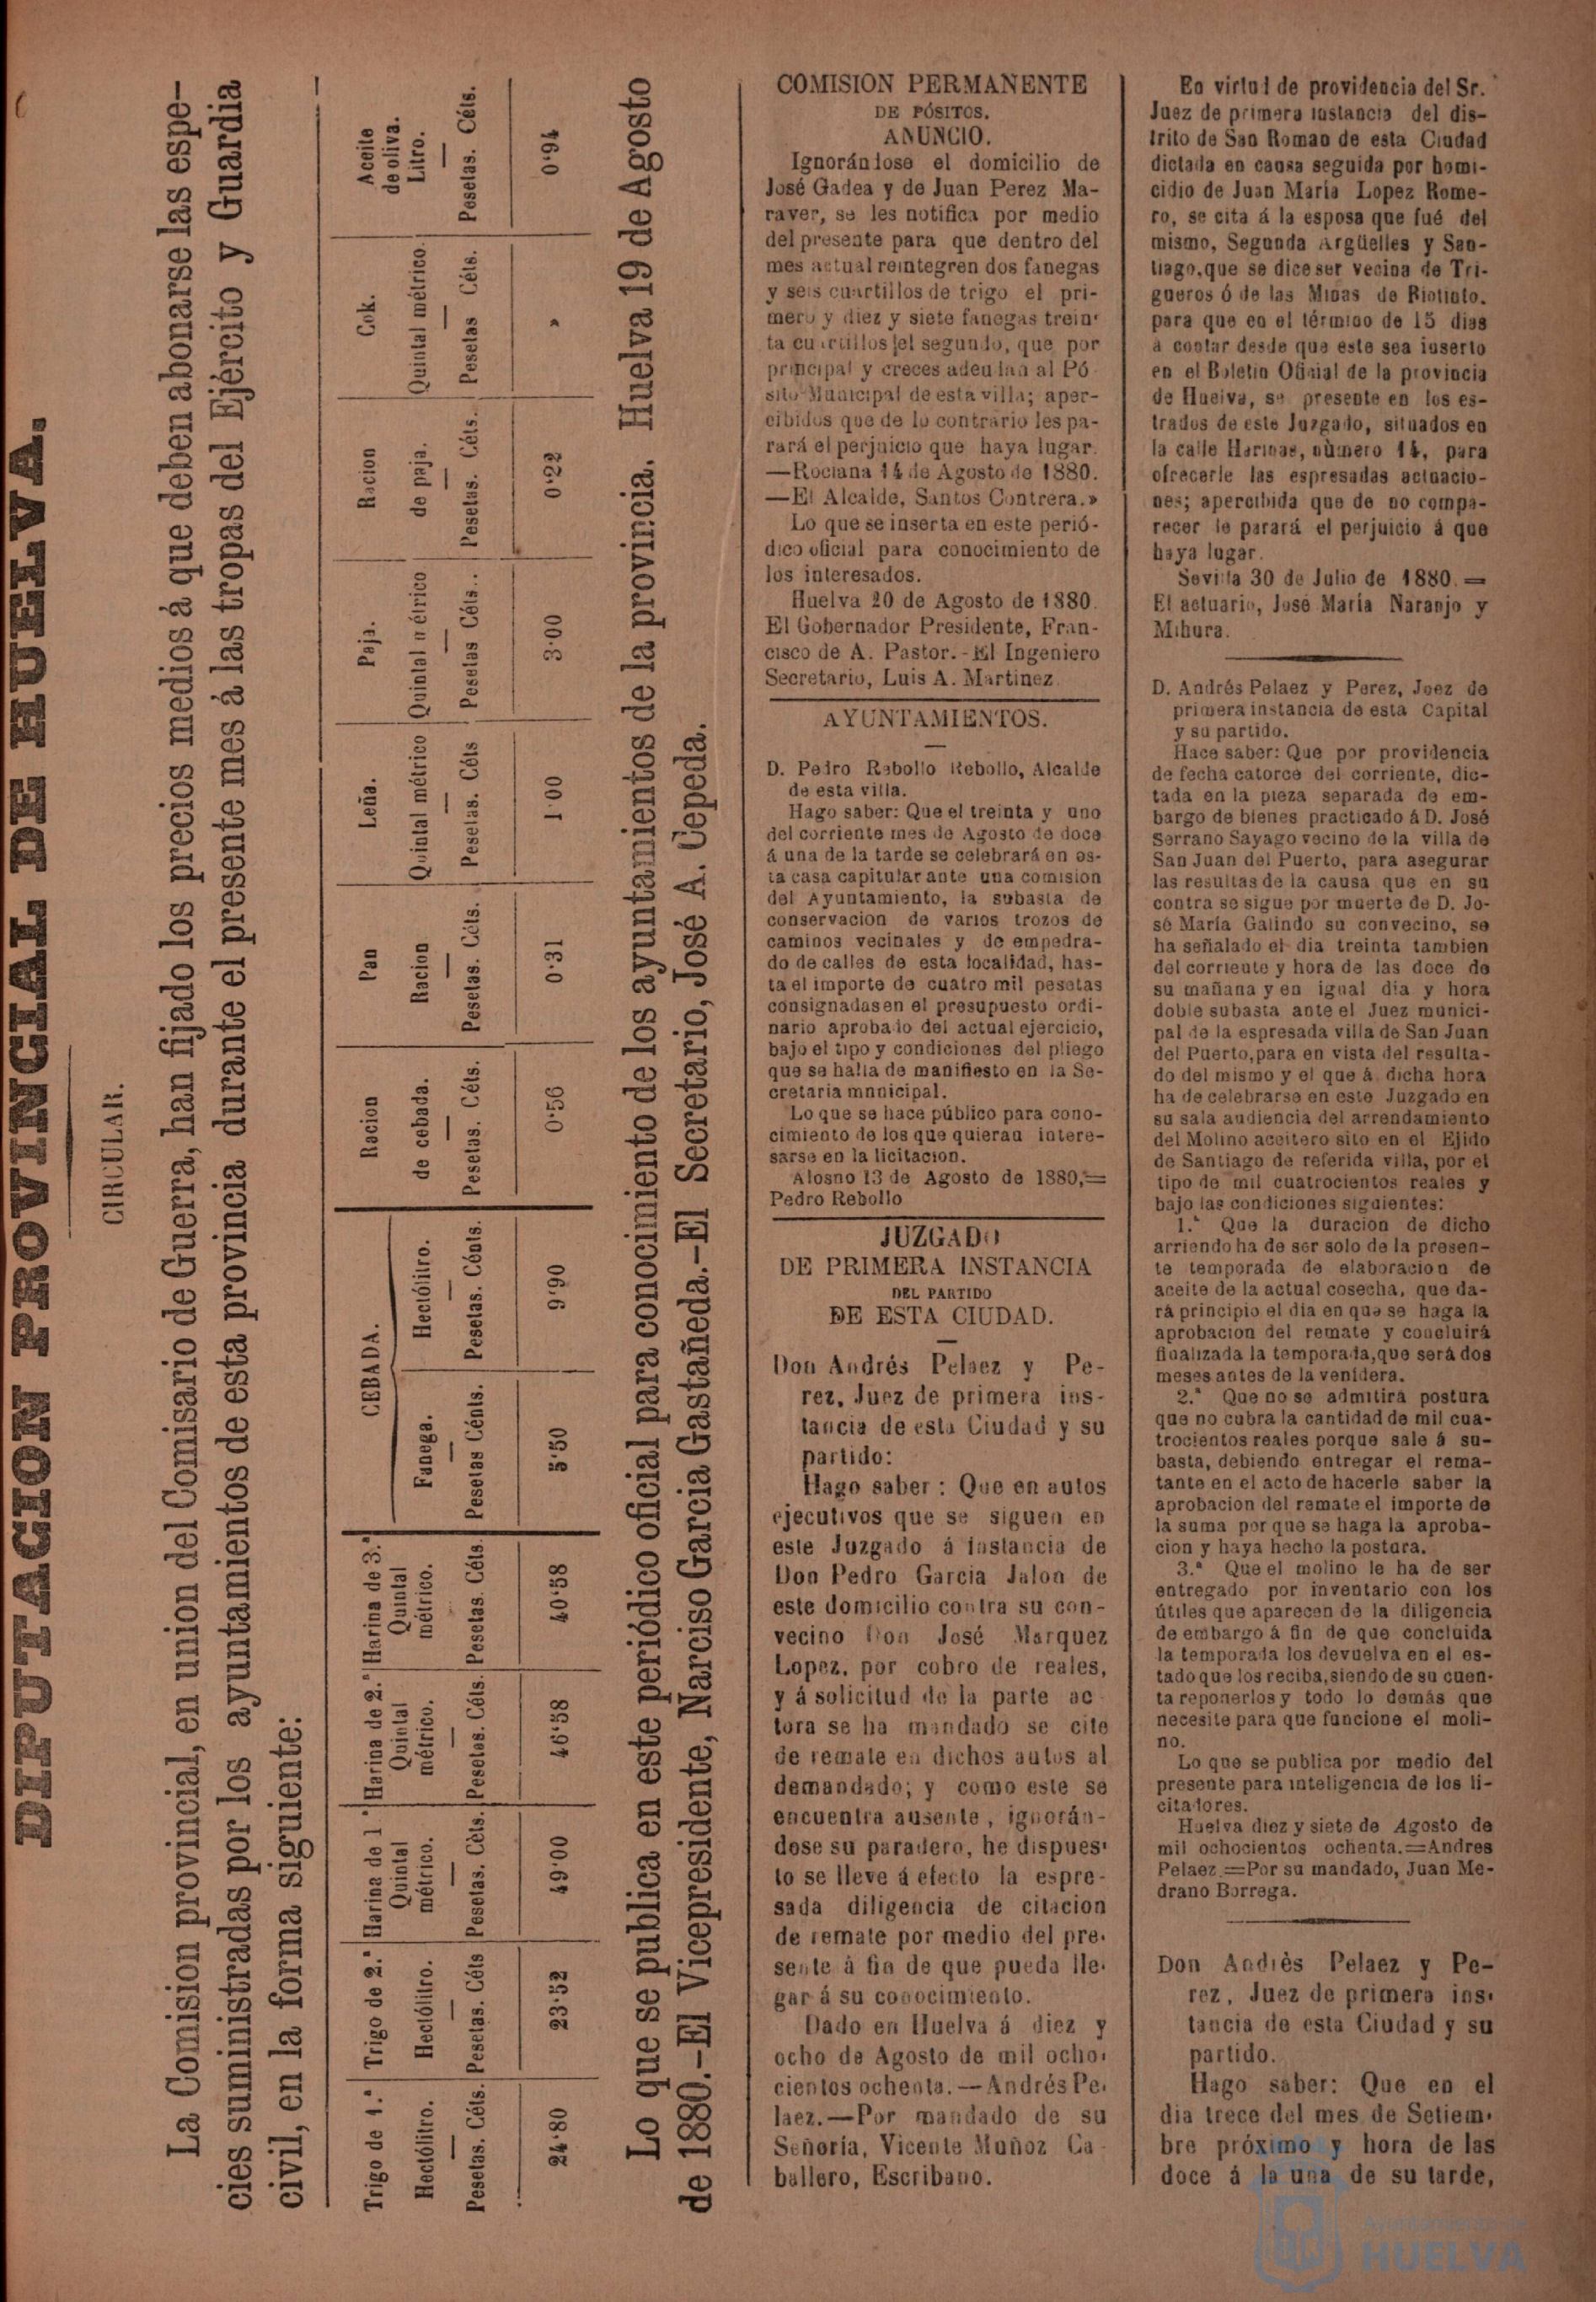 DIPUTACION PROVINCIAL DE HUELVA.
CIRCULAR.
La Comision provincial, en union del Comisario de Guerra, han fijado los precios medios á que deben abonarse las espe-
cies suministradas por los ayuntamientos de esta provincia durante el presente mes á las tropas del Ejército y Guardia
civil, en la forma siguiente:
Trigo de 1.ª
Hectólitro.
Pesetas. Céts.
24·80
Trigo de 2.ª
Hectólitro.
Pesetas. Céts
23·52
Harina de 1
Quintal
métrico.
Pesetas. Céts.
49·00
Harina de 2.ª
Quintal
métrico.
Pesetas. Céts.
46·58
Harina de 3.ª
Quintal
métrico.
Pesetas. Céts.
40·58
CEBADA.
Fanega.
Pesetas Cénts.
5·50
Hectólitro.
Pesetas. Cénts.
9·90
Racion
de cebada.
Pesetas. Céts.
0·56
Pan
Racion
Pesetas. Céts.
0·31
Leña.
Quintal métrico
Pesetas. Céts
1·00
Paja.
Quintal métrico
Pesetas Céts..
3·00
Racion
de paja.
Pesetas. Céts.
0·22
Cok.
Quintal métrico.
Pesetas Céts.
»
Aceite
de oliva.
Litro.
Pesetas. Céts.
0·94
Lo que se publica en este periódico oficial para conocimiento de los ayuntamientos de la provincia. Huelva 19 de Agosto
de 1880.-El Vicepresidente, Narciso Garcia Gastañeda.-El Secretario, José A. Cepeda.
COMISION PERMANENTE
DE PÓSITOS.
ANUNCIO.
Ignorándose el domicilio de
José Gadea y de Juan Perez Ma-
raver, se les notifica por medio
del presente para que dentro del
mes actual reintegren dos fanegas
y seis cuartillos de trigo el pri-
mero y diez y siete fanegas trein-
ta cuartillos el segundo, que por
principal y creces adeudan al Pó-
sito Municipal de esta villa; aper-
cibidos que de lo contrario les pa-
rará el perjuicio que haya lugar.
—Rociana 14 de Agosto de 1880.
—El Alcalde, Santos Contrera.»
Lo que se inserta en este perió-
dico oficial para conocimiento de
los interesados.
Huelva 20 de Agosto de 1880.
El Gobernador Presidente, Fran-
cisco de A. Pastor.-El Ingeniero
Secretario, Luis A. Martinez.
AYUNTAMIENTOS.
D. Pedro Rebollo Rebollo, Alcalde
de esta villa.
Hago saber: Que el treinta y uno
del corriente mes de Agosto de doce
á una de la tarde se celebrará en es-
ta casa capitular ante una comision
del Ayuntamiento, la subasta de
conservacion de varios trozos de
caminos vecinales y de empedra-
do de calles de esta localidad, has-
ta el importe de cuatro mil pesetas
consignadas en el presupuesto ordi-
nario aprobado del actual ejercicio,
bajo el tipo y condiciones del pliego
que se halla de manifiesto en la Se-
cretaria municipal.
Lo que se hace público para cono-
cimiento de los que quieran intere-
sarse en la licitacion.
Alosno 13 de Agosto de 1880,=
Pedro Rebollo
JUZGADO
DE PRIMERA INSTANCIA
DEL PARTIDO
DE ESTA CIUDAD.
Don Andrés Pelaez y Pe-
rez, Juez de primera ins-
tancia de esta Ciudad y su
partido:
Hago saber: Que en autos
ejecutivos que se siguen en
este Juzgado á instancia de
Don Pedro Garcia Jalon de
este domicilio contra su con-
vecino Don José Marquez
Lopez, por cobro de reales,
y á solicitud de la parte ac-
tora se ha mandado se cite
de remate en dichos autos al
demandado; y como este se
encuentra ausente, ignorán-
dose su paradero, he dispues-
to se lleve á efecto la espre-
sada diligencia de citacion
de remate por medio del pre-
sente á fin de que pueda lle-
gar á su conocimiento.
Dado en Huelva á diez y
ocho de Agosto de mil ocho-
cientos ochenta.—Andrés Pe-
laez.—Por mandado de su
Señoría, Vicente Muñoz Ca-
ballero, Escribano.
En virtud de providencia del Sr.
Juez de primera instancia del dis-
trito de San Roman de esta Ciudad
dictada en causa seguida por homi-
cidio de Juan María Lopez Rome-
ro, se cita á la esposa que fué del
mismo, Segunda Argüelles y San-
tiago, que se dice ser vecina de Tri-
gueros ó de las Minas de Riotinto,
para que en el término de 15 dias
á contar desde que este sea inserto
en el Boletin Oficial de la provincia
de Huelva, se presente en los es-
trados de este Juzgado, situados en
la calle Harinas, número 14, para
ofrecerle las espresadas actuacio-
nes; apercibida que de no compa-
recer le parará el perjuicio á que
haya lugar.
Sevilla 30 de Julio de 1880.=
El actuario, José María Naranjo y
Mihura.
D. Andrés Pelaez y Perez, Juez de
primera instancia de esta Capital
y su partido.
Hace saber: Que por providencia
de fecha catorce del corriente, dic-
tada en la pieza separada de em-
bargo de bienes practicado á D. José
Serrano Sayago vecino de la villa de
San Juan del Puerto, para asegurar
las resultas de la causa que en su
contra se sigue por muerte de D. Jo-
sé María Galindo su convecino, se
ha señalado el dia treinta tambien
del corriente y hora de las doce de
su mañana y en igual dia y hora
doble subasta ante el Juez munici-
pal de la espresada villa de San Juan
del Puerto, para en vista del resulta-
do del mismo y el que á dicha hora
ha de celebrarse en este Juzgado en
su sala audiencia del arrendamiento
del Molino aceitero sito en el Ejido
de Santiago de referida villa, por el
tipo de mil cuatrocientos reales y
bajo las condiciones siguientes:
1.ª Que la duracion de dicho
arriendo ha de ser solo de la presen-
te temporada de elaboracion de
aceite de la actual cosecha, que da-
rá principio el dia en que se haga la
aprobacion del remate y concluirá
finalizada la temporada, que será dos
meses antes de la venidera.
2.ª Que no se admitirá postura
que no cubra la cantidad de mil cua-
trocientos reales porque sale á su-
basta, debiendo entregar el rema-
tante en el acto de hacerle saber la
aprobacion del remate el importe de
la suma por que se haga la aproba-
cion y haya hecho la postura.
3.ª Que el molino le ha de ser
entregado por inventario con los
útiles que aparecen de la diligencia
de embargo á fin de que concluida
la temporada los devuelva en el es-
tado que los reciba, siendo de su cuen-
ta reponerlos y todo lo demás que
necesite para que funcione el moli-
no.
Lo que se publica por medio del
presente para inteligencia de los li-
citadores.
Huelva diez y siete de Agosto de
mil ochocientos ochenta.=Andres
Pelaez.=Por su mandado, Juan Me-
drano Borrega.
Don Andrés Pelaez y Pe-
rez, Juez de primera ins-
tancia de esta Ciudad y su
partido.
Hago saber: Que en el
dia trece del mes de Setiem-
bre próximo y hora de las
doce á la una de su tarde,
Ayuntamiento de
HUELVA